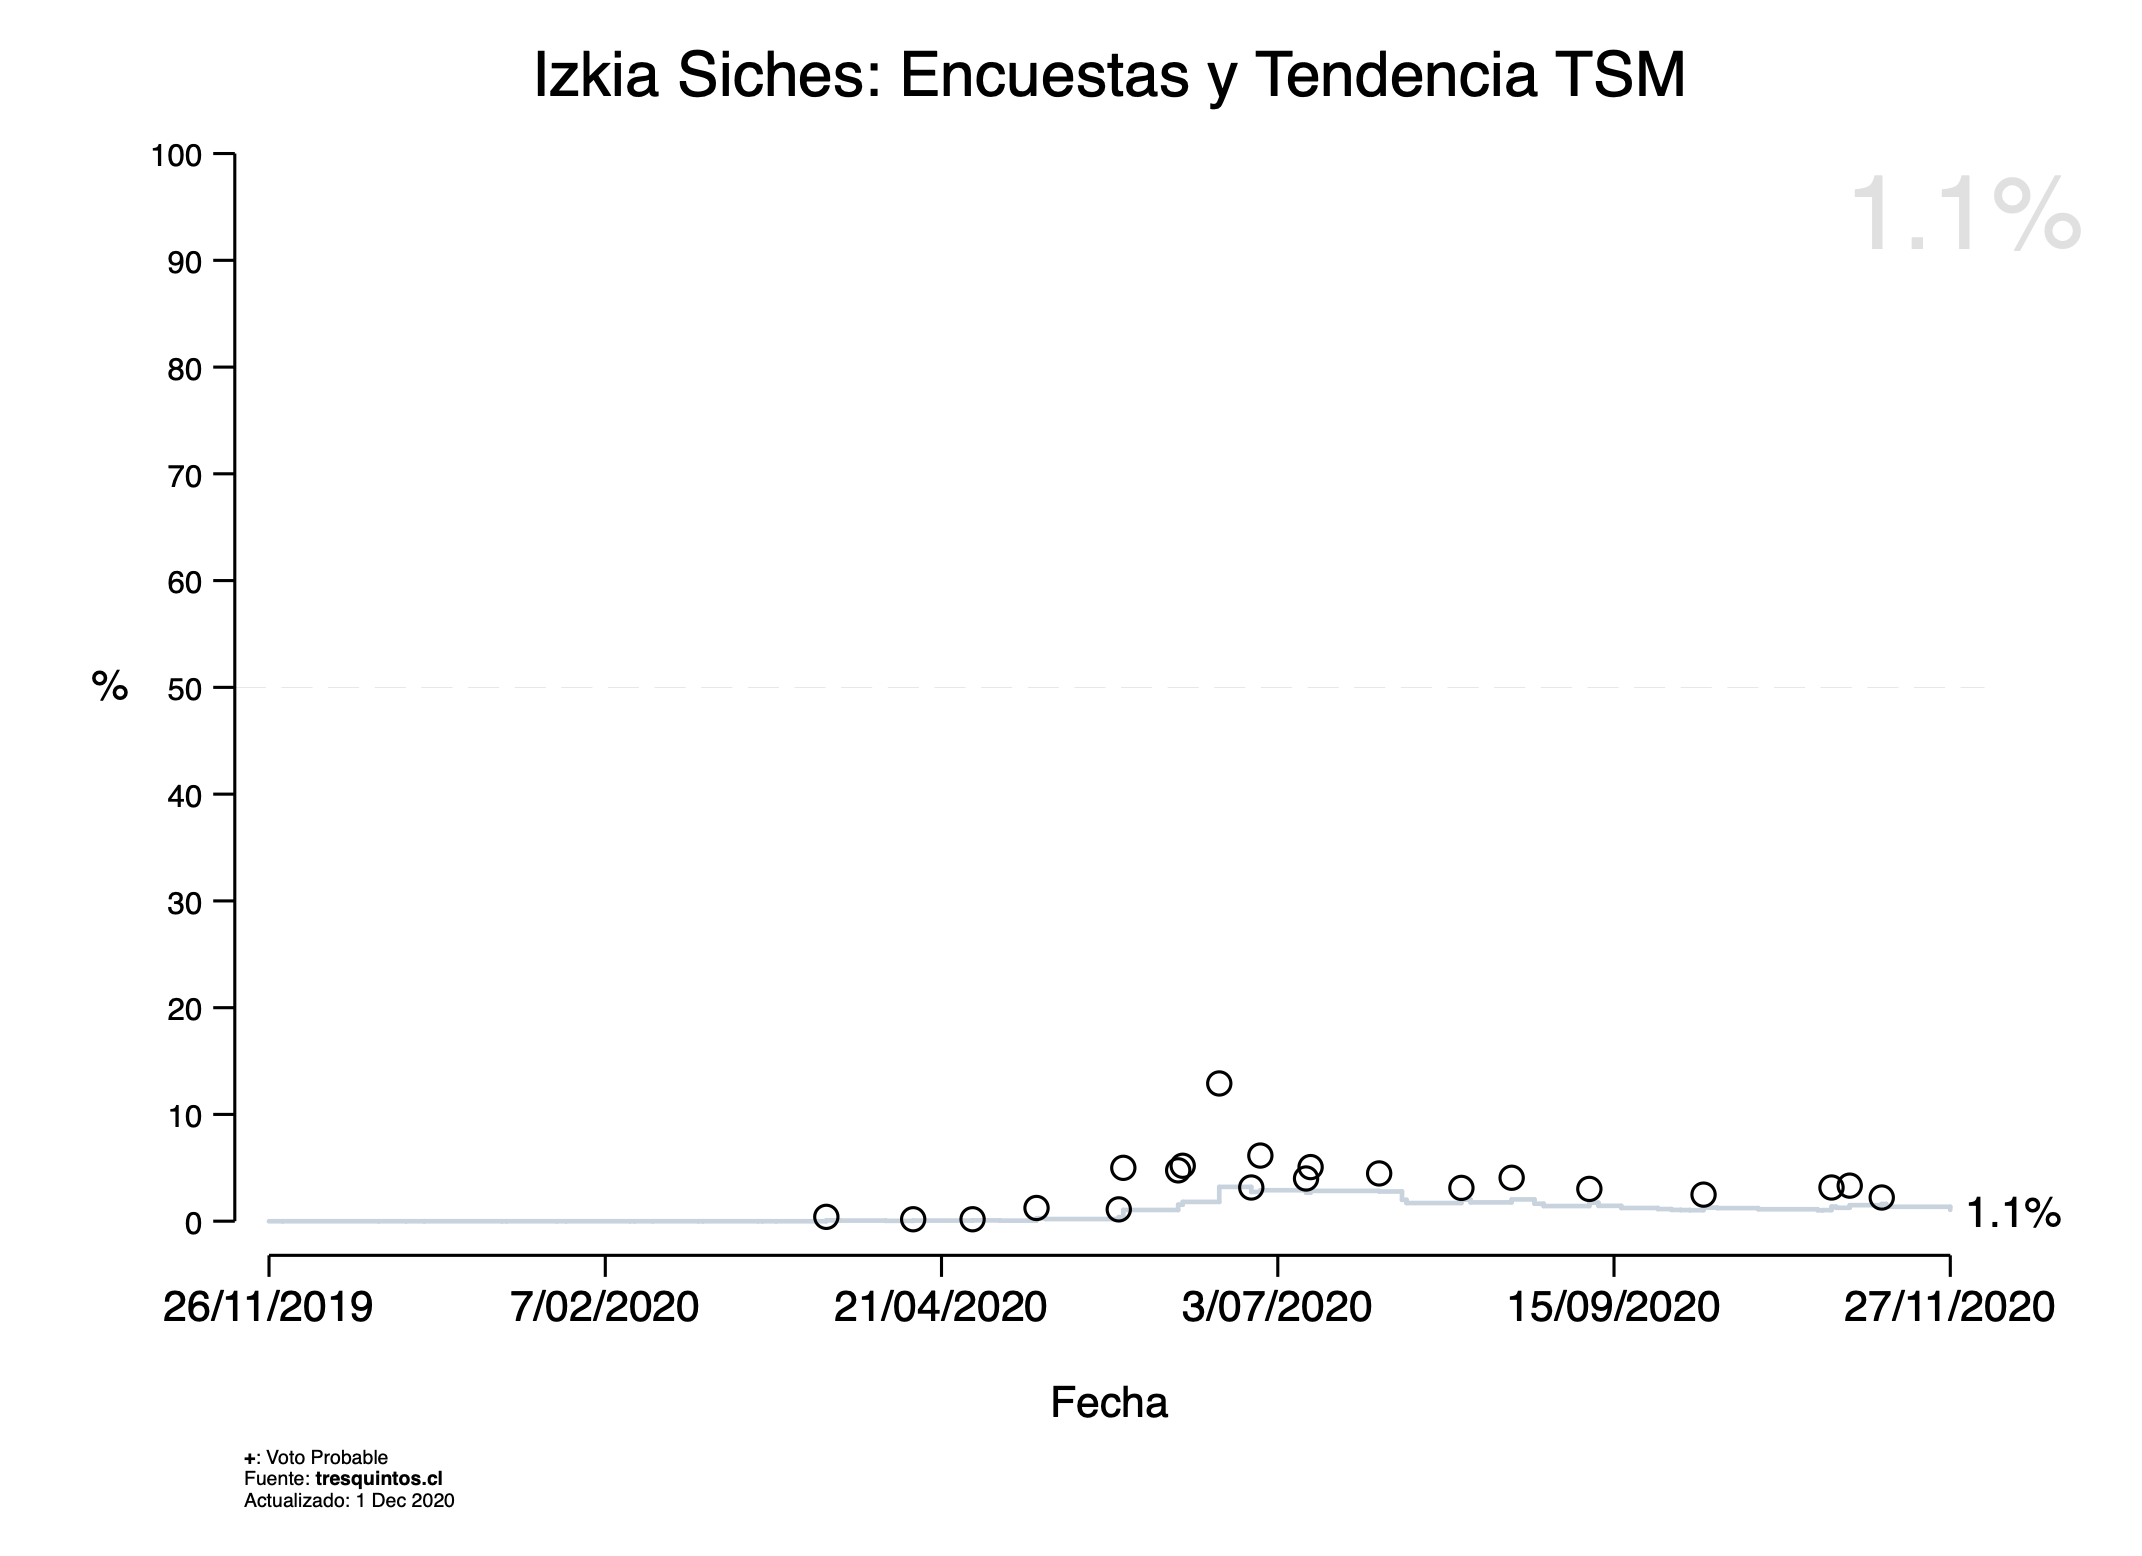 Izkia Siches: Encuestas y Tendencia TSM
1.1%
100
90
80
70
60
% 50
40
30
20
10
0
1.1%
26/11/2019 7/02/2020 21/04/2020 3/07/2020 15/09/2020 27/11/2020
Fecha
+: Voto Probable
Fuente: tresquintos.cl
Actualizado: 1 Dec 2020